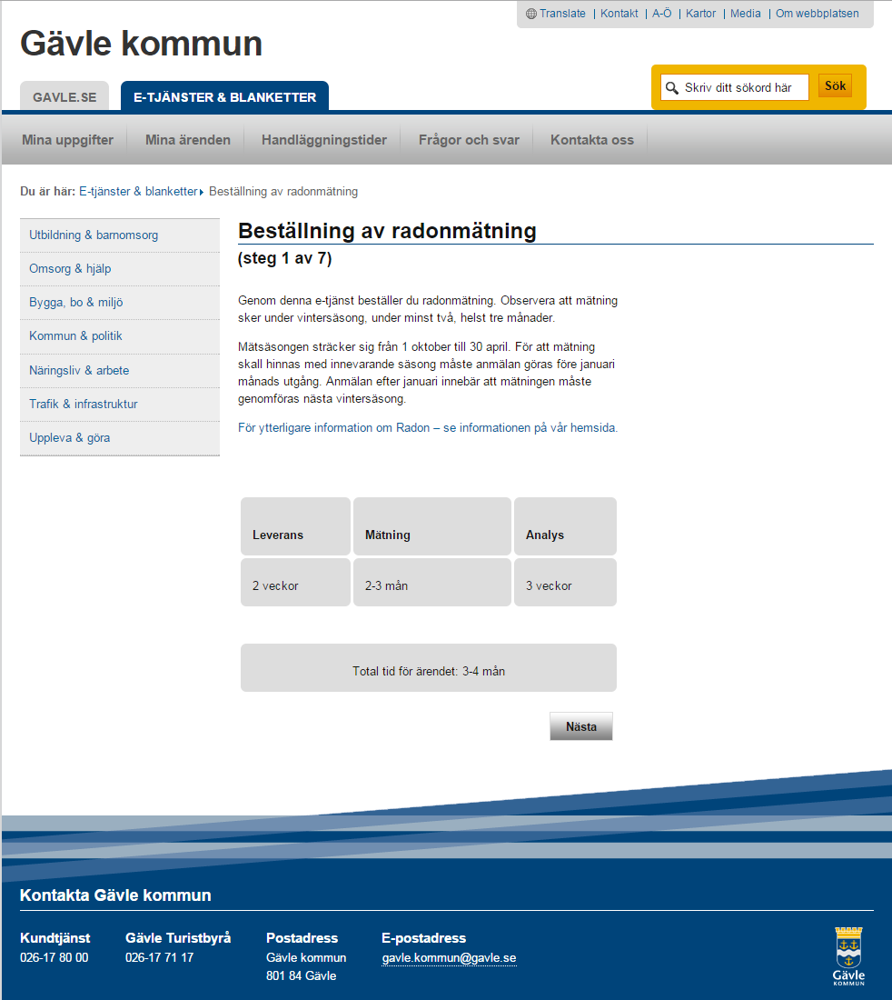 Translate | Kontakt | A-Ö | Kartor | Media | Om webbplatsen
Gävle kommun
GAVLE.SE
E-TJÄNSTER & BLANKETTER
Skriv ditt sökord här
Sök
Mina uppgifter
Mina ärenden
Handläggningstider
Frågor och svar
Kontakta oss
Du är här: E-tjänster & blanketter Beställning av radonmätning
Utbildning & barnomsorg
Omsorg & hjälp
Bygga, bo & miljö
Kommun & politik
Näringsliv & arbete
Trafik & infrastruktur
Uppleva & göra
Beställning av radonmätning
(steg 1 av 7)
Genom denna e-tjänst beställer du radonmätning. Observera att mätning
sker under vintersäsong, under minst två, helst tre månader.
Mätsäsongen sträcker sig från 1 oktober till 30 april. För att mätning
skall hinnas med innevarande säsong måste anmälan göras före januari
månads utgång. Anmälan efter januari innebär att mätningen måste
genomföras nästa vintersäsong.
För ytterligare information om Radon – se informationen på vår hemsida.
Leverans
Mätning
Analys
2 veckor
2-3 mån
3 veckor
Total tid för ärendet: 3-4 mån
Nästa
Kontakta Gävle kommun
Kundtjänst
026-17 80 00
Gävle Turistbyrå
026-17 71 17
Postadress
Gävle kommun
801 84 Gävle
E-postadress
gavle.kommun@gavle.se
Gävle
KOMMUN